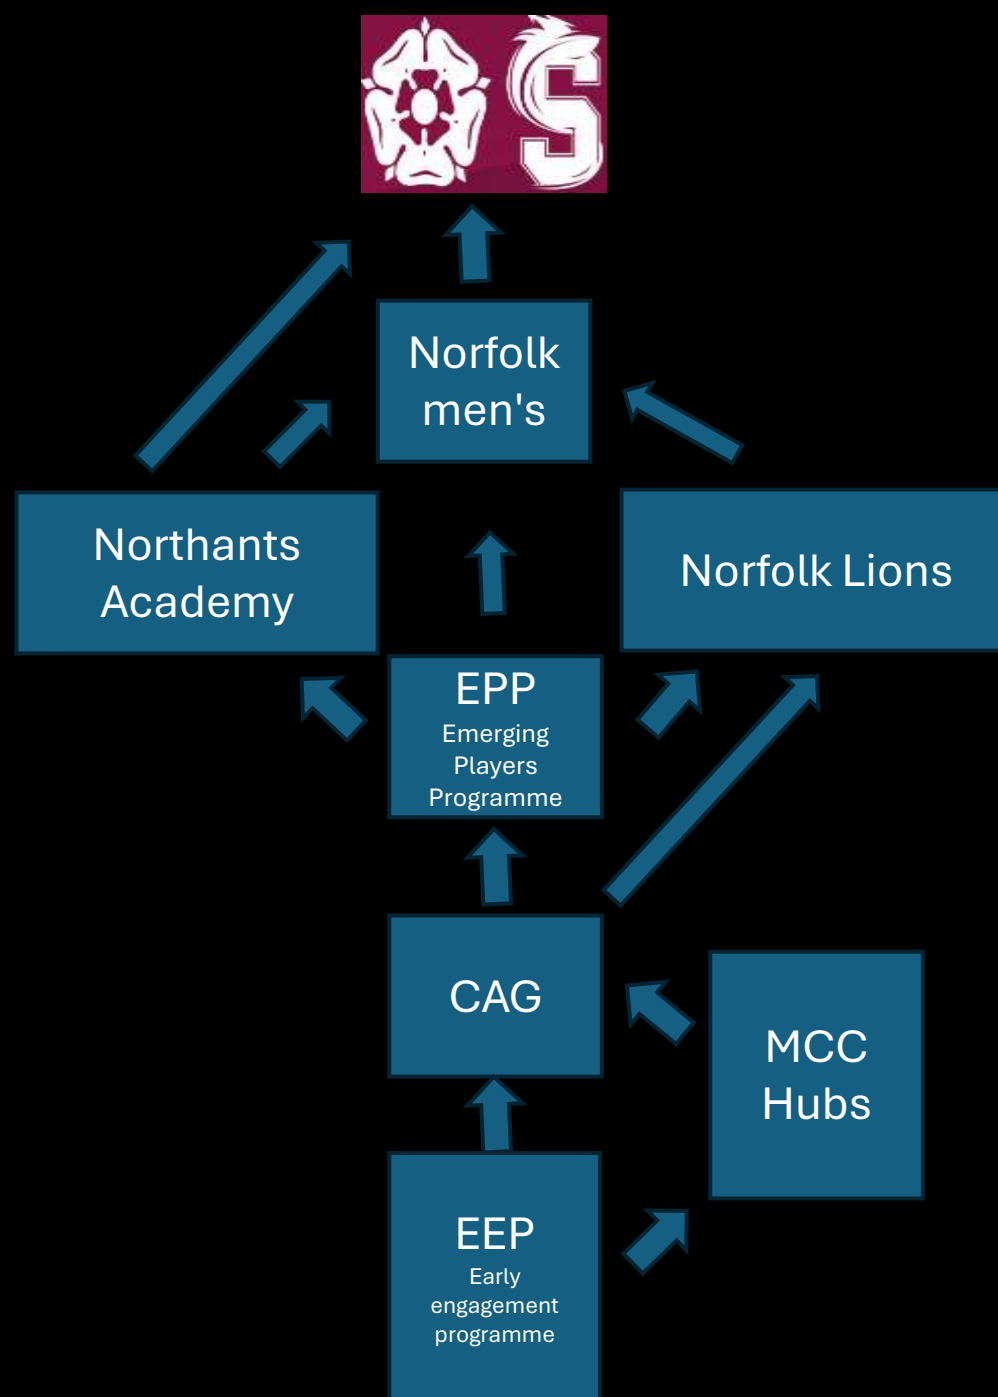 S
Norfolk
men's
Northants
Academy
Norfolk Lions
EPP
Emerging
Players
Programme
CAG
MCC
Hubs
EEP
Early
engagement
programme